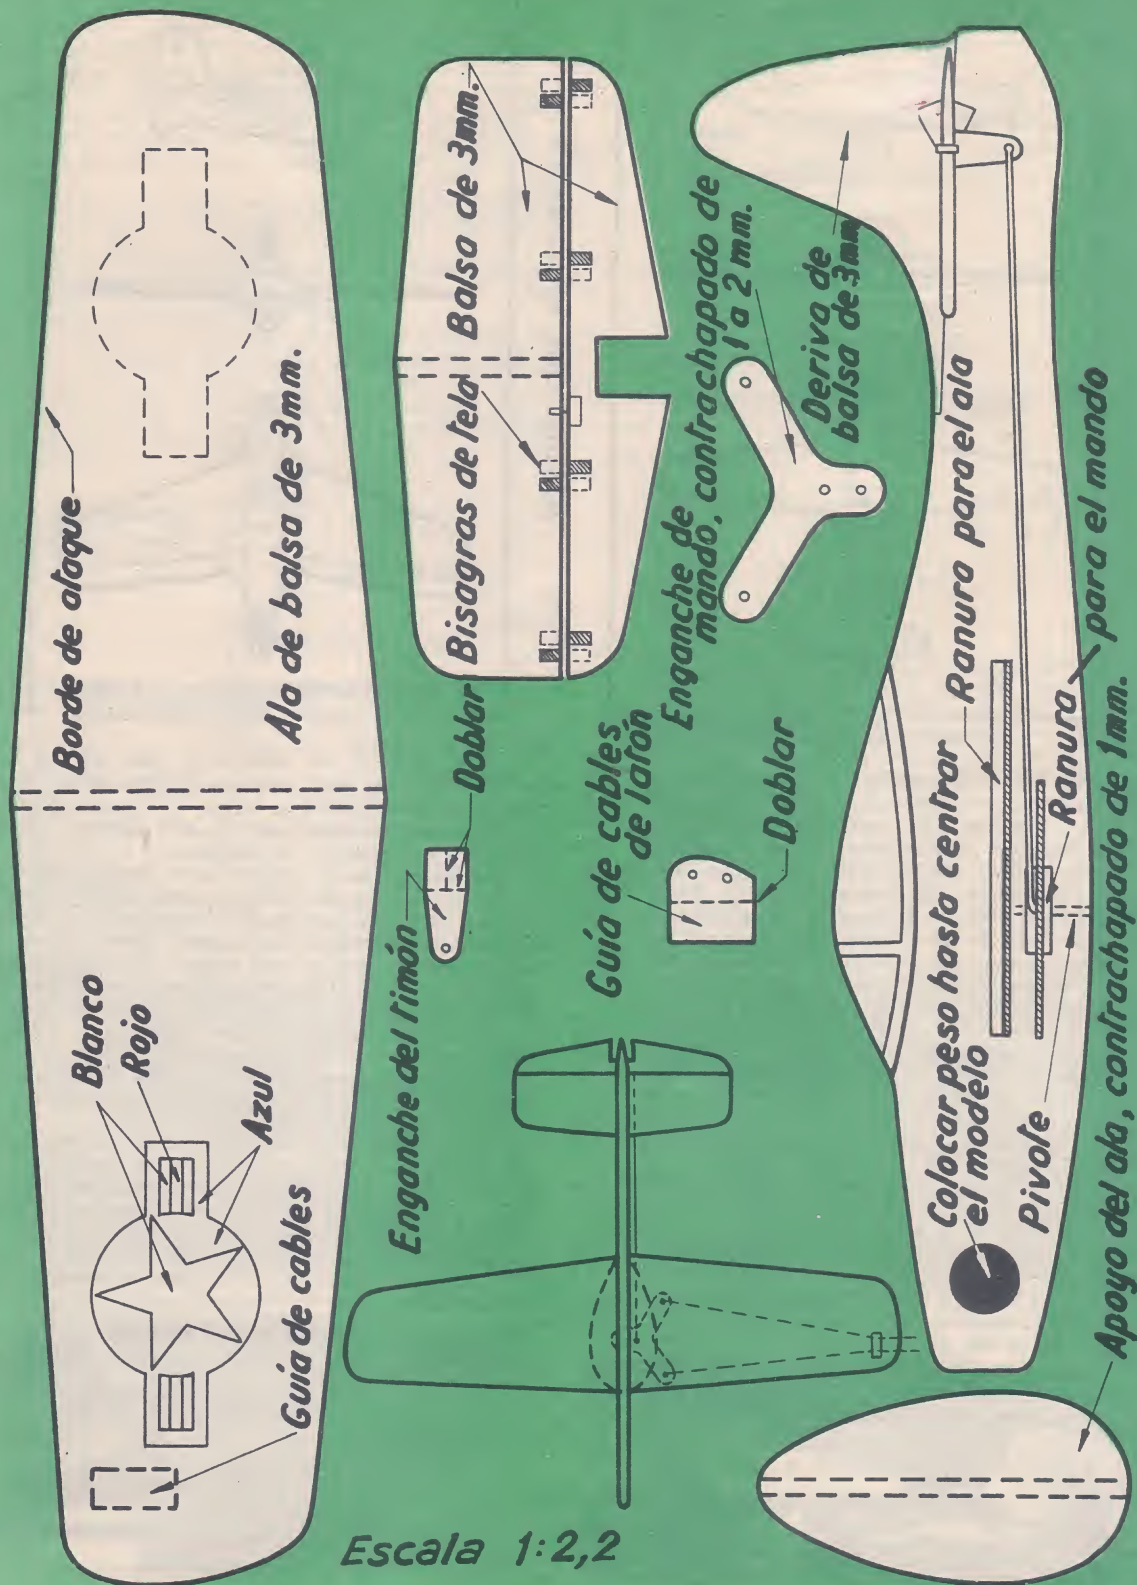 Borde de ataque
Ala de balsa de 3mm.
Blanco
Rojo
Azul
Guía de cables
Bisagras de tela
Balsa de 3mm.
Enganche del timón
Doblar
Guía de cables
de latón
Doblar
Enganche de
mando, contrachapado de
1 a 2 mm.
Deriva de
balsa de 3mm
Colocar peso hasta centrar
el modelo
Ranura para el ala
Pivote
Ranura para el mando
Apoyo del ala, contrachapado de 1mm.
Escala 1:2,2